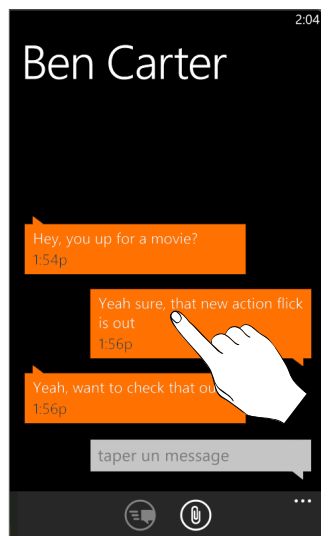 2:04
Ben Carter
Hey, you up for a movie?
1:54p
Yeah sure, that new action flick
is out
1:56p
Yeah, want to check that
1:56p
taper un message